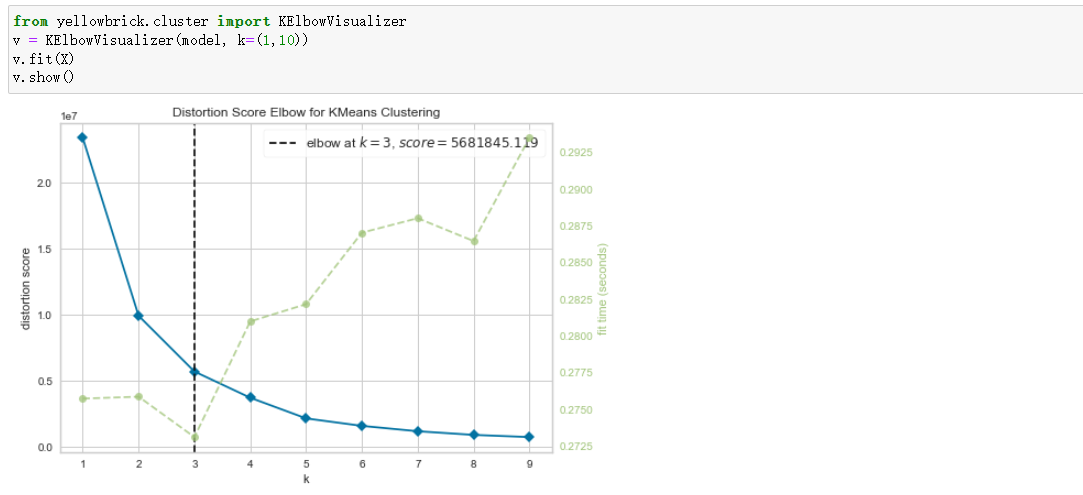 from yellowbrick.cluster import KElbowVisualizer
v = KElbowVisualizer(model, k=(1,10))
v.fit(X)
v.show()
Distortion Score Elbow for KMeans Clustering
1e7
elbow at k = 3, score = 5681845.119
2.0
1.5
1.0
0.5
0.0
distortion score
0.2925
0.2900
0.2875
0.2850
0.2825
0.2800
0.2775
0.2750
0.2725
fit time (seconds)
1 2 3 4 5 6 7 8 9
k